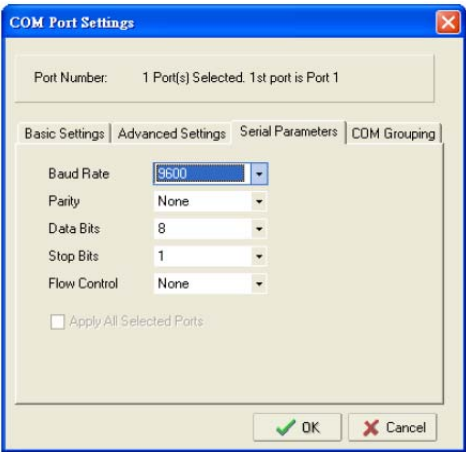 COM Port Settings
Port Number: 1 Port(s) Selected. 1st port is Port 1
Basic Settings Advanced Settings Serial Parameters COM Grouping
Baud Rate 9600
Parity None
Data Bits 8
Stop Bits 1
Flow Control None
Apply All Selected Ports
OK Cancel